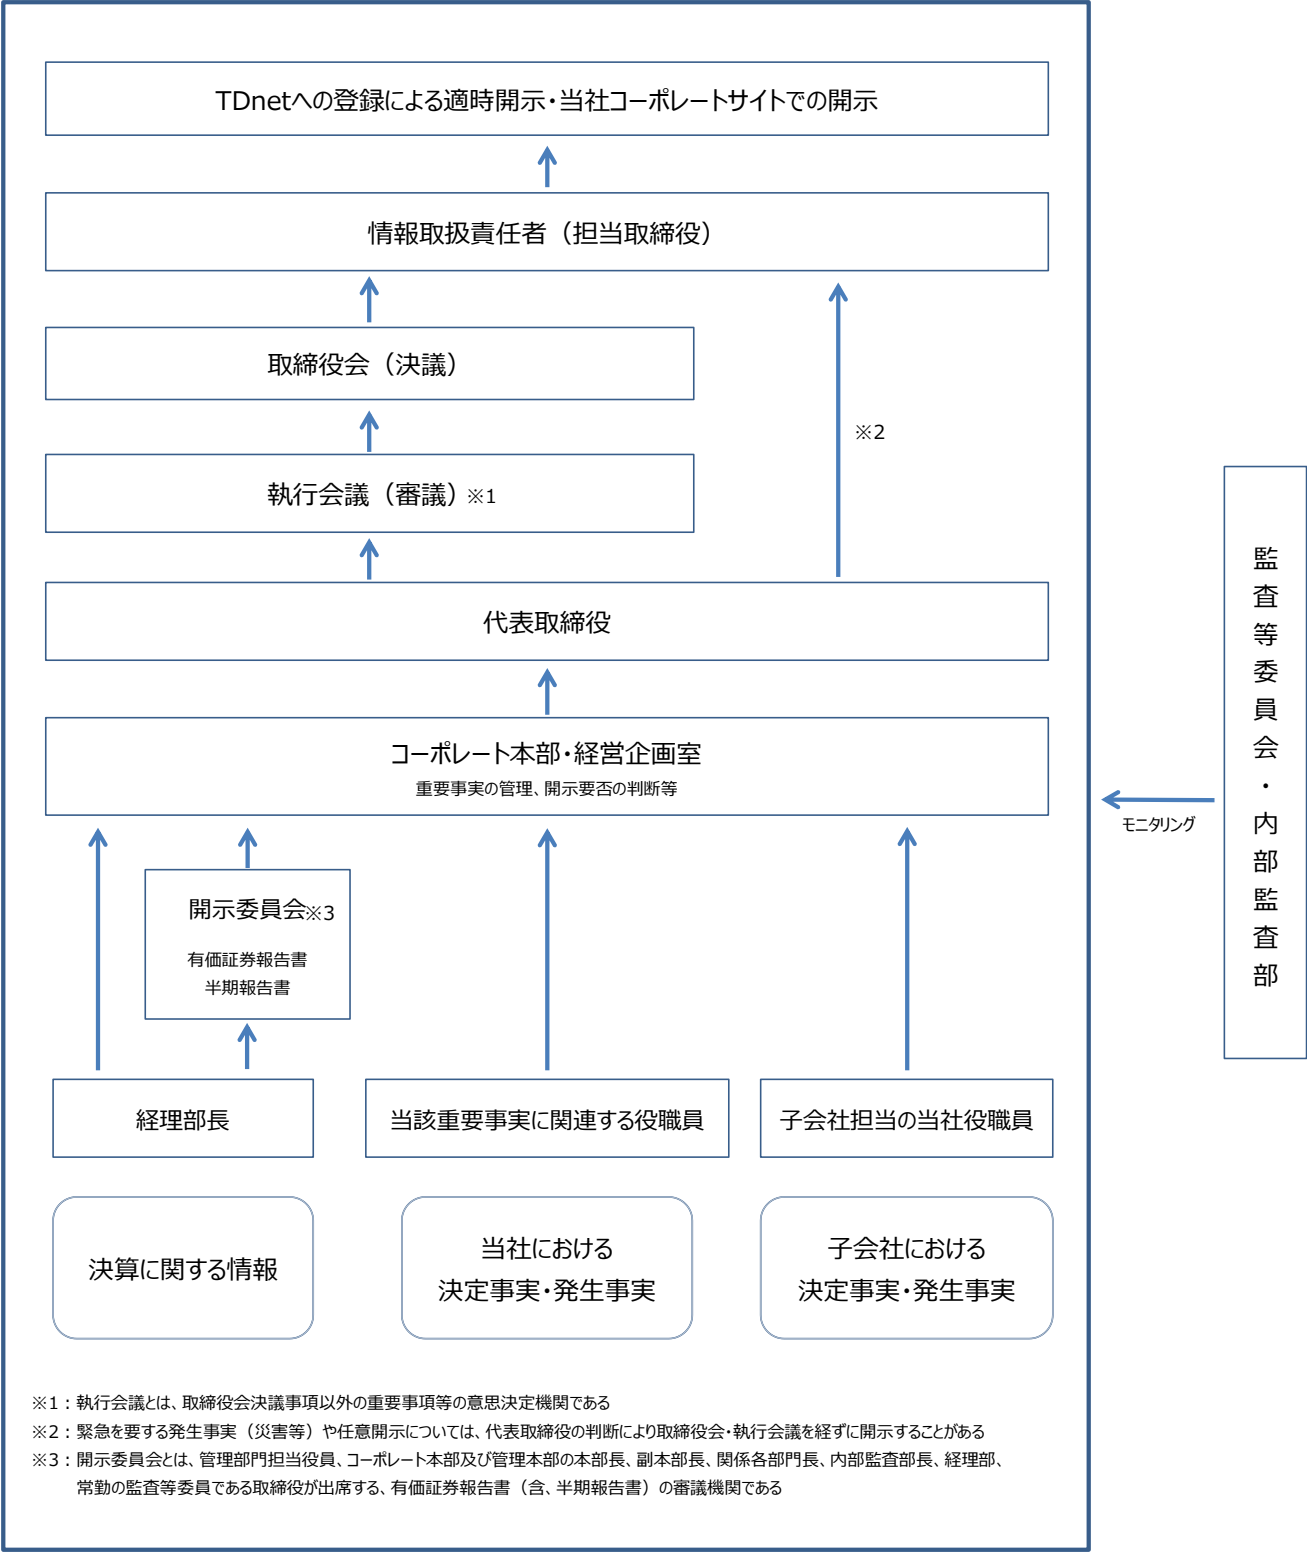 TDnetへの登録による適時開示・当社コーポレートサイトでの開示
情報取扱責任者（担当取締役）
取締役会（決議）
※2
執行会議（審議）※1
代表取締役
コーポレート本部・経営企画室
重要事実の管理、開示要否の判断等
モニタリング
監査等委員会・内部監査部
開示委員会※3
有価証券報告書
半期報告書
経理部長
当該重要事実に関連する役職員
子会社担当の当社役職員
決算に関する情報
当社における
決定事実・発生事実
子会社における
決定事実・発生事実
※1：執行会議とは、取締役会決議事項以外の重要事項等の意思決定機関である
※2：緊急を要する発生事実（災害等）や任意開示については、代表取締役の判断により取締役会・執行会議を経ずに開示することがある
※3：開示委員会とは、管理部門担当役員、コーポレート本部及び管理本部の本部長、副本部長、関係各部門長、内部監査部長、経理部、
常勤の監査等委員である取締役が出席する、有価証券報告書（含、半期報告書）の審議機関である